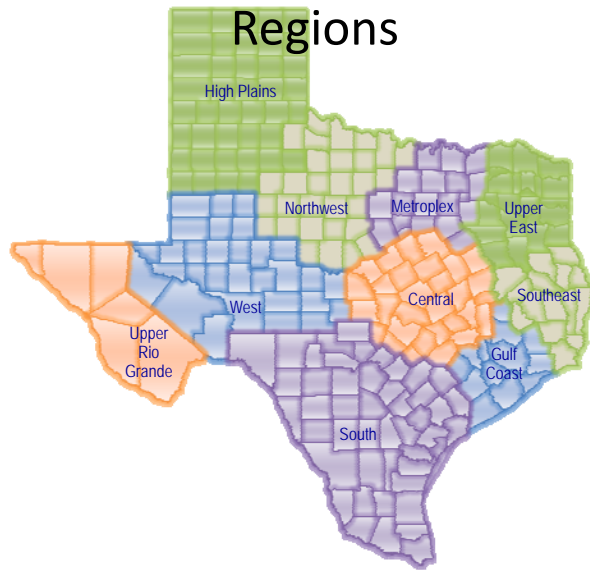 Regions
High Plains
Northwest
Metroplex
Upper
East
Southeast
Central
West
Upper
Rio
Grande
Gulf
Coast
South